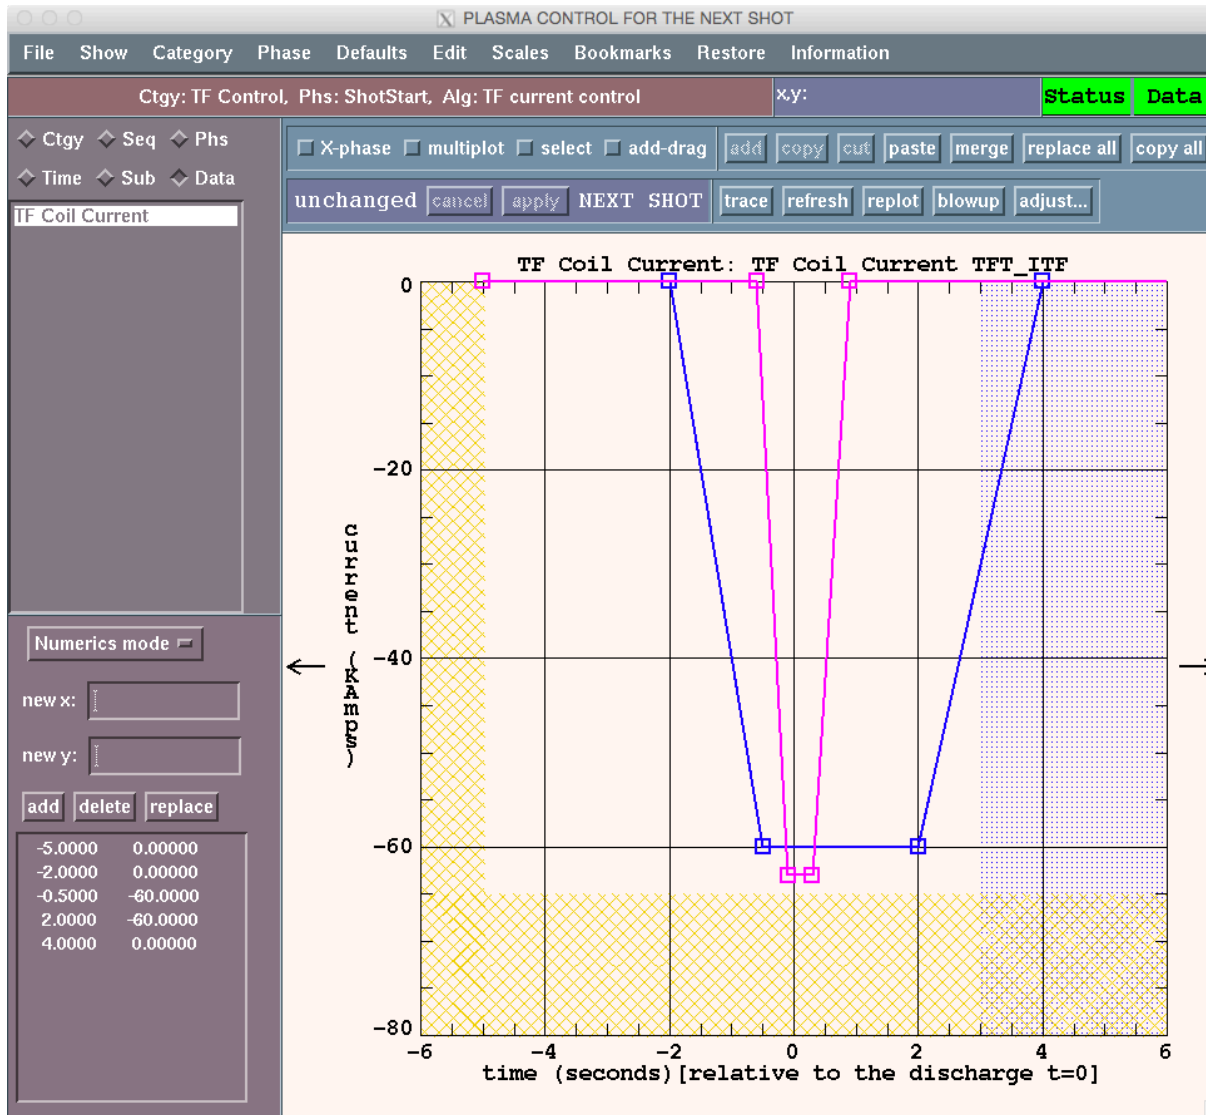 PLASMA CONTROL FOR THE NEXT SHOT
File Show Category Phase Defaults Edit Scales Bookmarks Restore Information
Ctgy: TF Control, Phs: ShotStart, Alg: TF current control x,y: Status Data
Ctgy Seq Phs
Time Sub Data
TF Coil Current
X-phase multiplot select add-drag add copy cut paste merge replace all copy all
unchanged cancel apply NEXT SHOT trace refresh replot blowup adjust...
TF Coil Current: TF Coil Current TFT_ITF
0
-20
-40
-60
-80
current (KAmps)
-6 -4 -2 0 2 4 6
time (seconds)[relative to the discharge t=0]
Numerics mode
new x:
new y:
add delete replace
-5.0000 0.00000
-2.0000 0.00000
-0.5000 -60.0000
2.0000 -60.0000
4.0000 0.00000